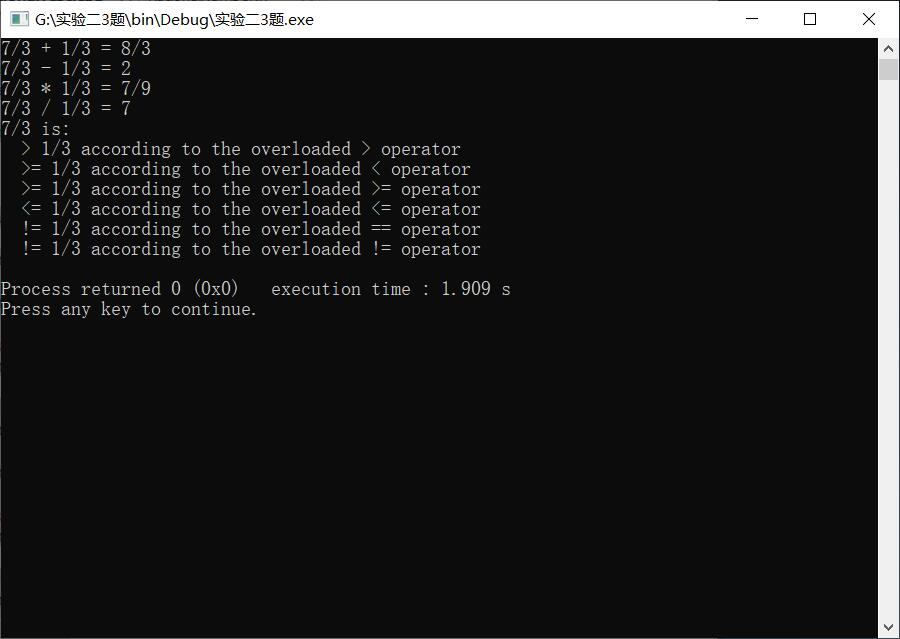 G:\实验二3题\bin\Debug\实验二3题.exe
7/3 + 1/3 = 8/3
7/3 - 1/3 = 2
7/3 * 1/3 = 7/9
7/3 / 1/3 = 7
7/3 is:
  > 1/3 according to the overloaded > operator
  >= 1/3 according to the overloaded < operator
  >= 1/3 according to the overloaded >= operator
  <= 1/3 according to the overloaded <= operator
  != 1/3 according to the overloaded == operator
  != 1/3 according to the overloaded != operator
Process returned 0 (0x0)   execution time : 1.909 s
Press any key to continue.